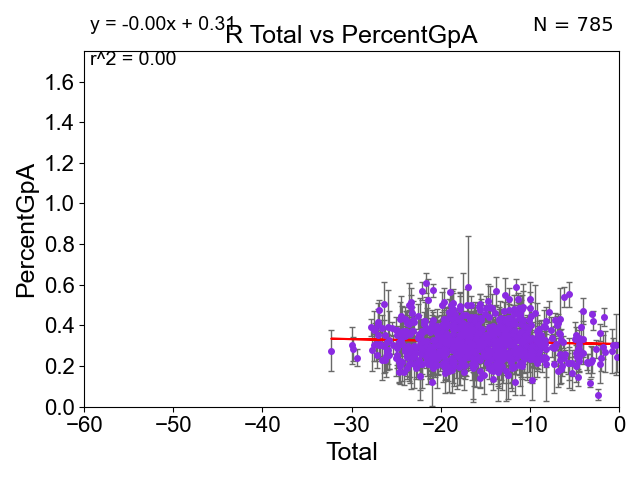 y = -0.00x + 0.31
R Total vs PercentGpA
N = 785
r^2 = 0.00
PercentGpA
1.6
1.4
1.2
1.0
0.8
0.6
0.4
0.2
0.0
−60
−50
−40
−30
−20
−10
0
Total